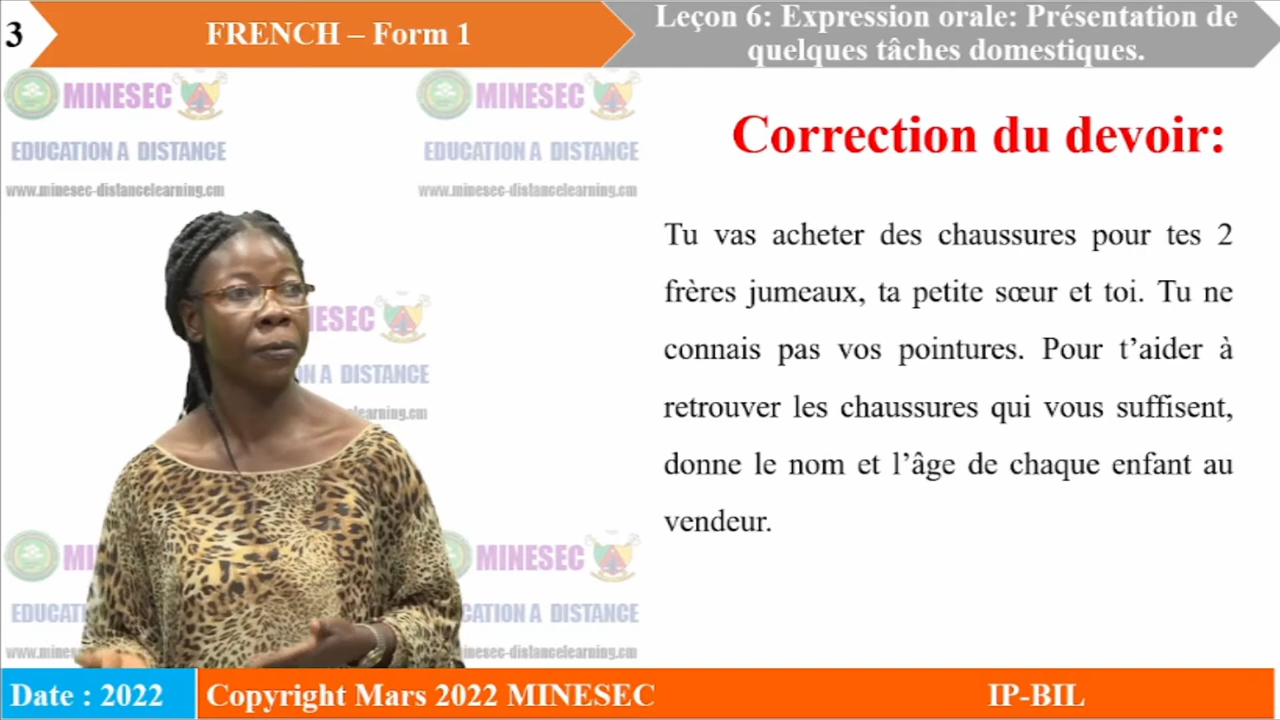 3
FRENCH – Form 1
Leçon 6: Expression orale: Présentation de
quelques tâches domestiques.
MINESEC
EDUCATION A DISTANCE
www.minesec-distancelearning.cm
MINESEC
EDUCATION A DISTANCE
www.minesec-distancelearning.cm
Correction du devoir:
Tu vas acheter des chaussures pour tes 2
frères jumeaux, ta petite sœur et toi. Tu ne
connais pas vos pointures. Pour t’aider à
retrouver les chaussures qui vous suffisent,
donne le nom et l’âge de chaque enfant au
vendeur.
A DISTANCE
MINESEC
A DISTANCE
Date : 2022
Copyright Mars 2022 MINESEC
IP-BIL